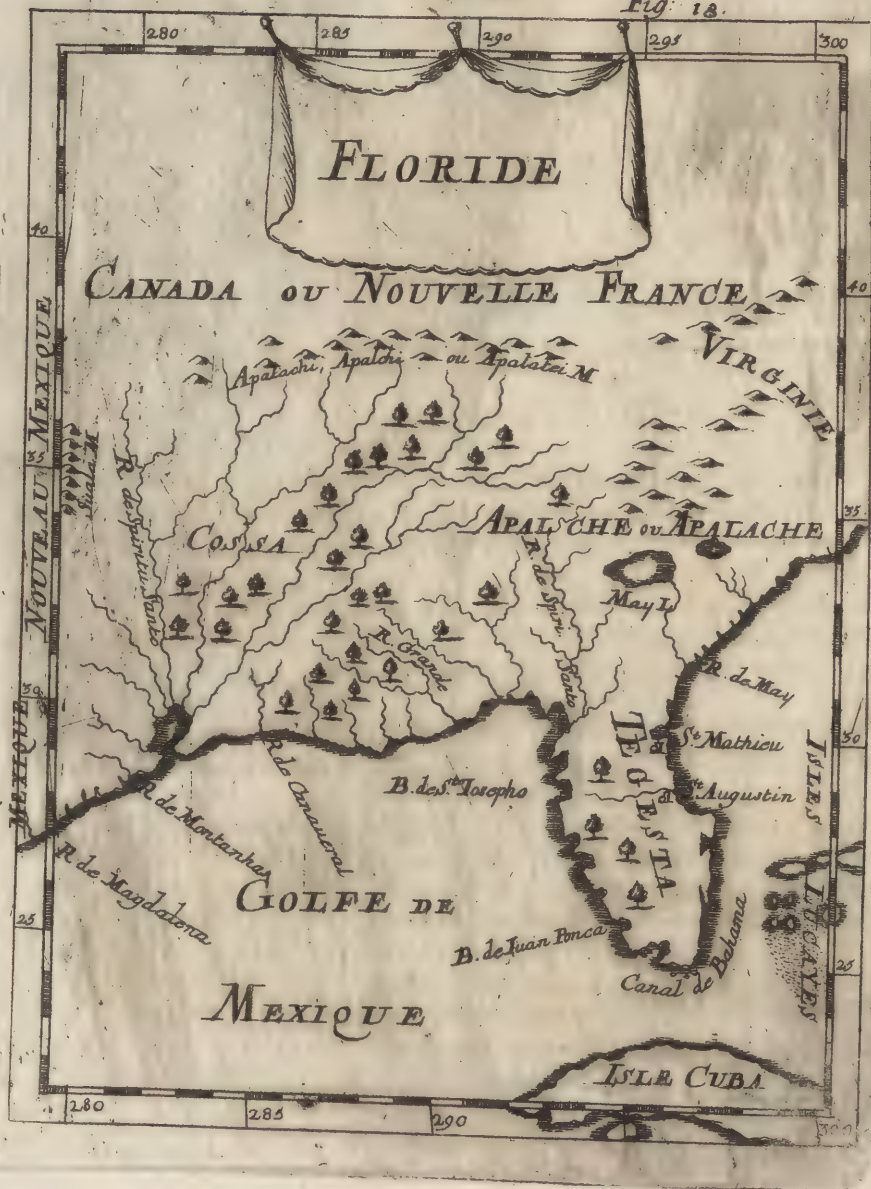 Fig: 18.
280 285 290 295 300
FLORIDE
40
CANADA OU NOUVELLE FRANCE
40
VIRGINIE
Apalachi, Apalchi ou Apalatei M
NOUVEAU MEXIQUE
35
Suala M
R. de Spiritu Santo
COSSA
APALSCHE OU APALACHE
35
R. de Spiri Santo
May L
R. Grande
R. de May
30
MEXIQUE
TEGESTA
St Mathieu
30
ISLES LUCAYES
St Augustin
B. de St Iosepho
R. de Canaveral
R. de Montanhas
R. de Magdalena
GOLFE DE
MEXIQUE
25
B. de Iuan Ponca
Canal de Bahama
25
ISLE CUBA
280 285 290 300